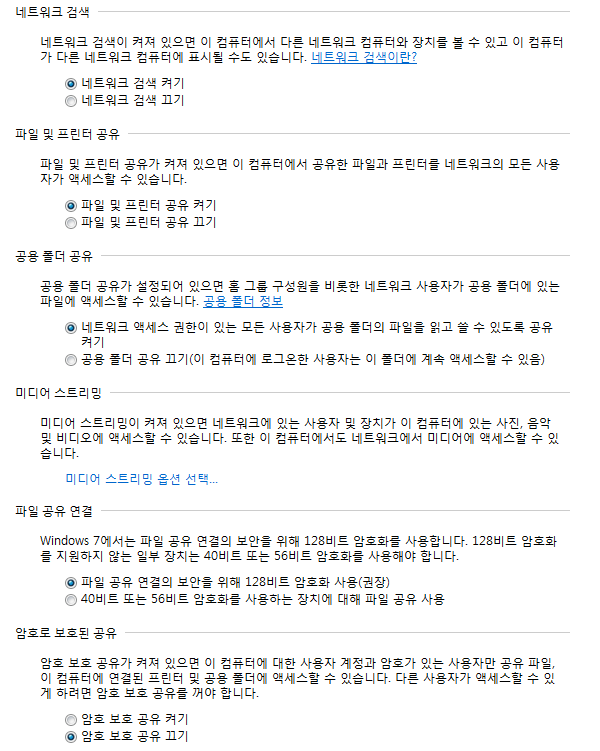 네트워크 검색
네트워크 검색이 켜져 있으면 이 컴퓨터에서 다른 네트워크 컴퓨터와 장치를 볼 수 있고 이 컴퓨터
가 다른 네트워크 컴퓨터에 표시될 수도 있습니다. 네트워크 검색이란?
네트워크 검색 켜기
네트워크 검색 끄기
파일 및 프린터 공유
파일 및 프린터 공유가 켜져 있으면 이 컴퓨터에서 공유한 파일과 프린터를 네트워크의 모든 사용
자가 액세스할 수 있습니다.
파일 및 프린터 공유 켜기
파일 및 프린터 공유 끄기
공용 폴더 공유
공용 폴더 공유가 설정되어 있으면 홈 그룹 구성원을 비롯한 네트워크 사용자가 공용 폴더에 있는
파일에 액세스할 수 있습니다. 공용 폴더 정보
네트워크 액세스 권한이 있는 모든 사용자가 공용 폴더의 파일을 읽고 쓸 수 있도록 공유
켜기
공용 폴더 공유 끄기(이 컴퓨터에 로그온한 사용자는 이 폴더에 계속 액세스할 수 있음)
미디어 스트리밍
미디어 스트리밍이 켜져 있으면 네트워크에 있는 사용자 및 장치가 이 컴퓨터에 있는 사진, 음악
및 비디오에 액세스할 수 있습니다. 또한 이 컴퓨터에서도 네트워크에서 미디어에 액세스할 수 있
습니다.
미디어 스트리밍 옵션 선택...
파일 공유 연결
Windows 7에서는 파일 공유 연결의 보안을 위해 128비트 암호화를 사용합니다. 128비트 암호화
를 지원하지 않는 일부 장치는 40비트 또는 56비트 암호화를 사용해야 합니다.
파일 공유 연결의 보안을 위해 128비트 암호화 사용(권장)
40비트 또는 56비트 암호화를 사용하는 장치에 대해 파일 공유 사용
암호로 보호된 공유
암호 보호 공유가 켜져 있으면 이 컴퓨터에 대한 사용자 계정과 암호가 있는 사용자만 공유 파일,
이 컴퓨터에 연결된 프린터 및 공용 폴더에 액세스할 수 있습니다. 다른 사용자가 액세스할 수 있
게 하려면 암호 보호 공유를 꺼야 합니다.
암호 보호 공유 켜기
암호 보호 공유 끄기